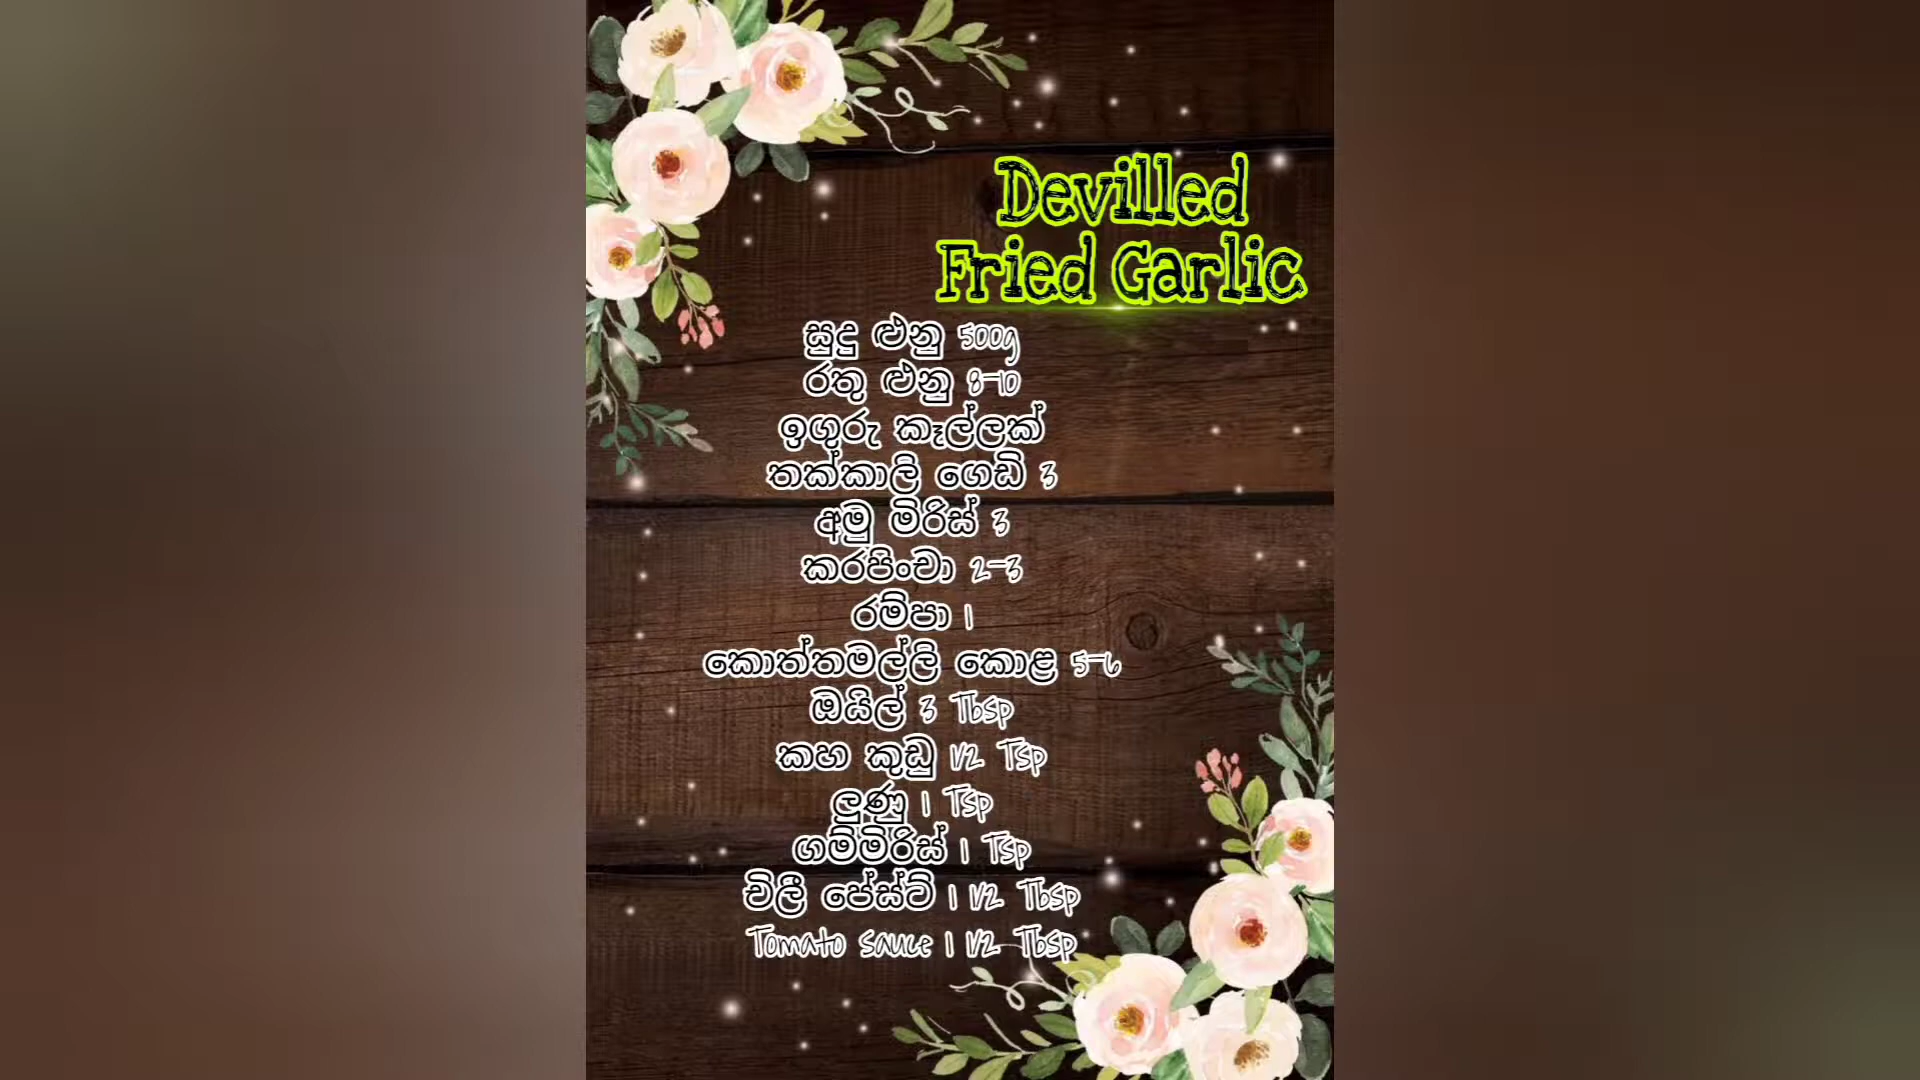 Devilled
Fried Garlic
සුදු ළූනු 500g
රතු ළූනු 8-10
ඉගුරු කෑල්ලක්
තක්කාලි ගෙඩි 3
අමු මිරිස් 3
කරපිංචා 2-3
රම්පා 1
කොත්තමල්ලි කොළ 5-6
ඔයිල් 3 Tbsp
කහ කුඩු 1/2 Tsp
ලුණු 1 Tsp
ගම්මිරිස් 1 Tsp
චිලී පේස්ට් 1 1/2 Tbsp
Tomato sauce 1 1/2 Tbsp